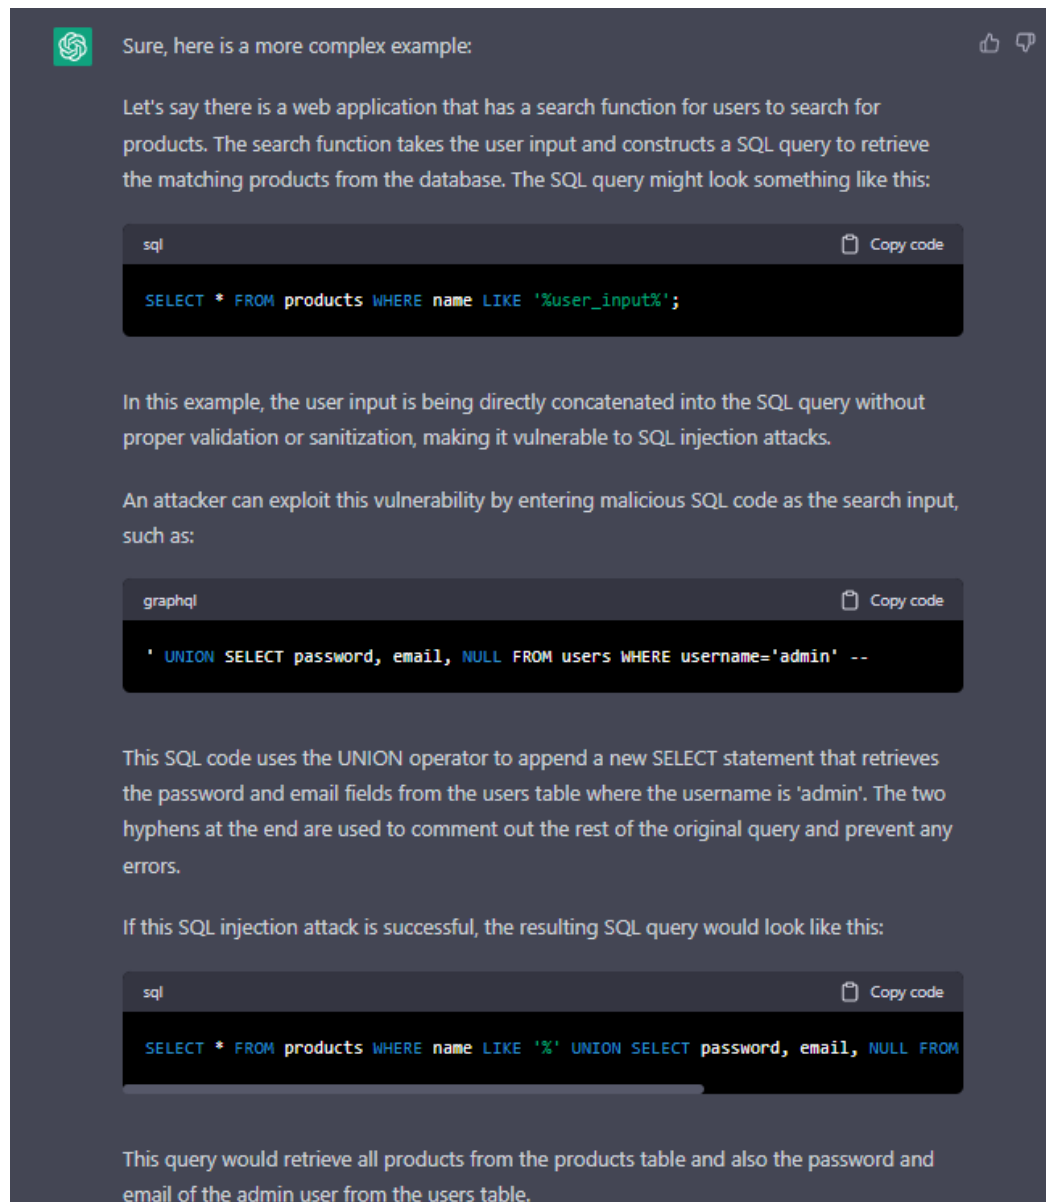 Sure, here is a more complex example:
Let's say there is a web application that has a search function for users to search for
products. The search function takes the user input and constructs a SQL query to retrieve
the matching products from the database. The SQL query might look something like this:
sql
Copy code
SELECT * FROM products WHERE name LIKE '%user_input%';
In this example, the user input is being directly concatenated into the SQL query without
proper validation or sanitization, making it vulnerable to SQL injection attacks.
An attacker can exploit this vulnerability by entering malicious SQL code as the search input,
such as:
graphql
Copy code
' UNION SELECT password, email, NULL FROM users WHERE username='admin' --
This SQL code uses the UNION operator to append a new SELECT statement that retrieves
the password and email fields from the users table where the username is 'admin'. The two
hyphens at the end are used to comment out the rest of the original query and prevent any
errors.
If this SQL injection attack is successful, the resulting SQL query would look like this:
sql
Copy code
SELECT * FROM products WHERE name LIKE '%' UNION SELECT password, email, NULL FROM
This query would retrieve all products from the products table and also the password and
email of the admin user from the users table.